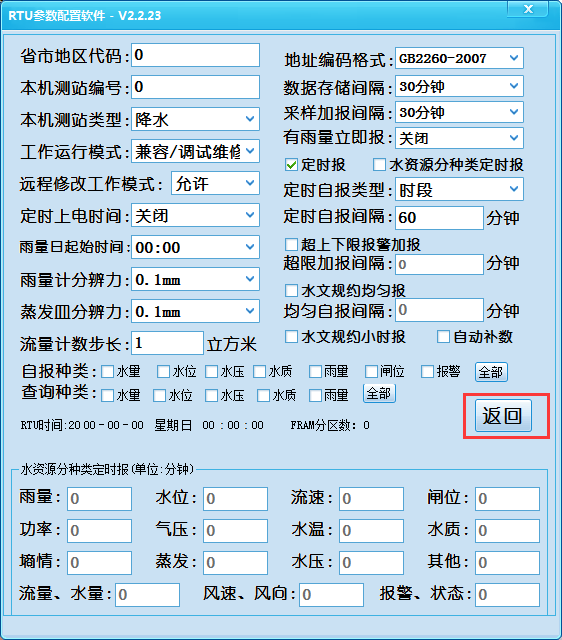 RTU参数配置软件 - V2.2.23
省市地区代码: 0 地址编码格式: GB2260-2007
本机测站编号: 0 数据存储间隔: 30分钟
本机测站类型: 降水 采样加报间隔: 30分钟
工作运行模式: 兼容/调试维修 有雨量立即报: 关闭
定时报 水资源分种类定时报
远程修改工作模式: 允许 定时自报类型: 时段
定时上电时间: 关闭 定时自报间隔: 60 分钟
雨量日起始时间: 00:00 超上下限报警加报
雨量计分辨力: 0.1mm 超限加报间隔: 0 分钟
水文规约均匀报
蒸发皿分辨力: 0.1mm 均匀自报间隔: 0 分钟
流量计数步长: 1 立方米 水文规约小时报 自动补数
自报种类: 水量 水位 水压 水质 雨量 闸位 报警 全部
查询种类: 水量 水位 水压 水质 雨量 全部
返回
RTU时间:2000-00-00 星期日 00:00:00 FRAM分区数: 0
水资源分种类定时报(单位:分钟)
雨量: 0 水位: 0 流速: 0 闸位: 0
功率: 0 气压: 0 水温: 0 水质: 0
墒情: 0 蒸发: 0 水压: 0 其他: 0
流量、水量: 0 风速、风向: 0 报警、状态: 0